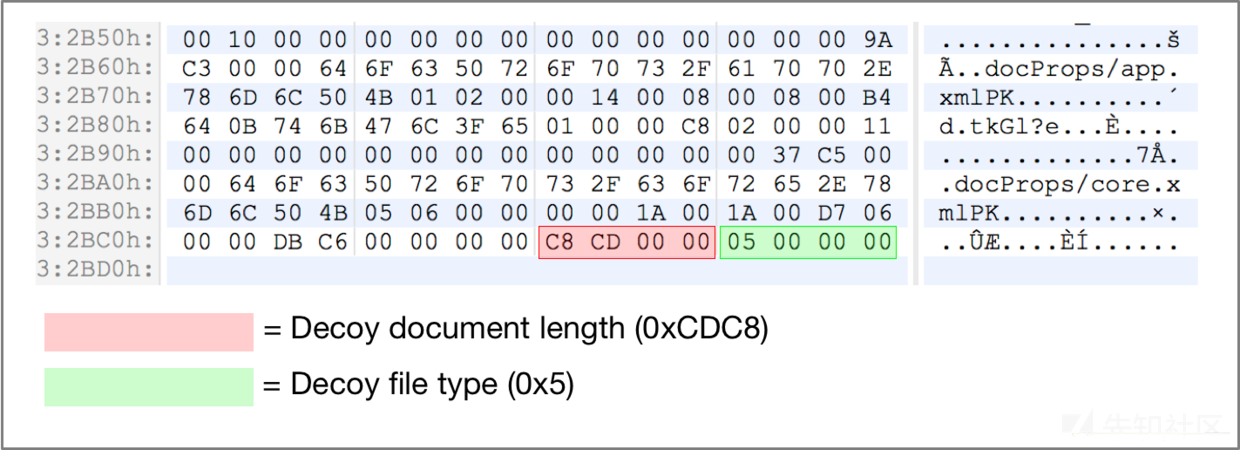 3:2B50h: 00 10 00 00 00 00 00 00 00 00 00 00 00 00 00 9A ...............š
3:2B60h: C3 00 00 64 6F 63 50 72 6F 70 73 2F 61 70 70 2E Ã..docProps/app.
3:2B70h: 78 6D 6C 50 4B 01 02 00 00 14 00 08 00 08 00 B4 xmlPK..........´
3:2B80h: 64 0B 74 6B 47 6C 3F 65 01 00 00 C8 02 00 00 11 d.tkGl?e...È....
3:2B90h: 00 00 00 00 00 00 00 00 00 00 00 00 00 37 C5 00 .............7Å.
3:2BA0h: 00 64 6F 63 50 72 6F 70 73 2F 63 6F 72 65 2E 78 .docProps/core.x
3:2BB0h: 6D 6C 50 4B 05 06 00 00 00 00 1A 00 1A 00 D7 06 mlPK..........×.
3:2BC0h: 00 00 DB C6 00 00 00 00 C8 CD 00 00 05 00 00 00 ..ÛÆ....ÈÍ......
3:2BD0h:
= Decoy document length (0xCDC8)
= Decoy file type (0x5)
先知社区